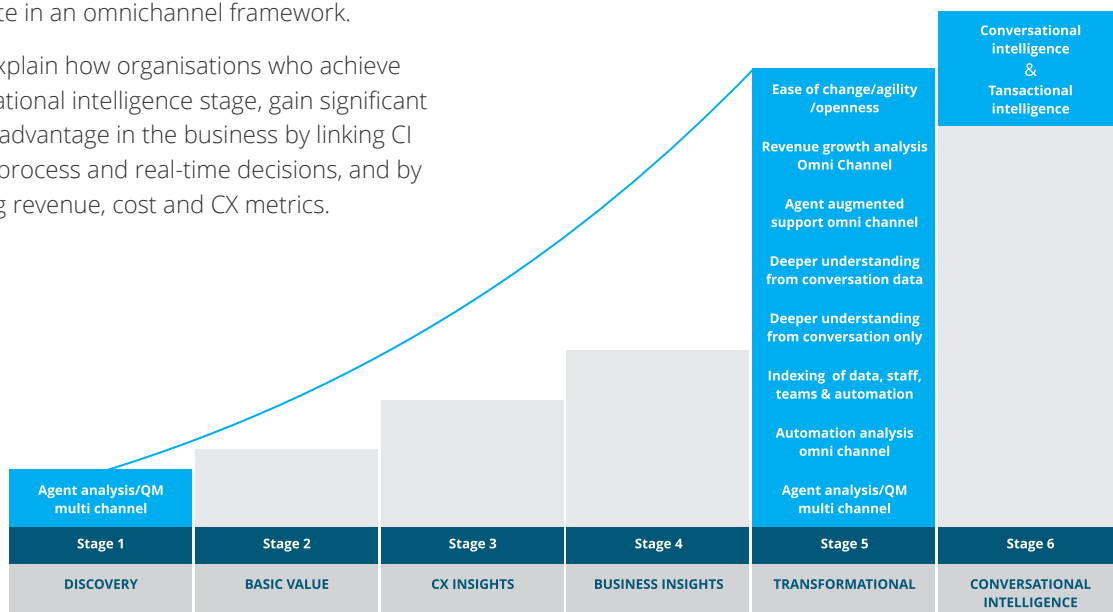 in an omnichannel framework.
how organisations who achieve
intelligence stage, gain significant
advantage in the business by linking CI
process and real-time decisions, and by
revenue, cost and CX metrics.
Conversational
intelligence
&
Tansactional
intelligence
Ease of change/agility
/openness
Revenue growth analysis
Omni Channel
Agent augmented
support omni channel
Deeper understanding
from conversation data
Deeper understanding
from conversation only
Indexing of data, staff,
teams & automation
Automation analysis
omni channel
Agent analysis/QM
multi channel
Agent analysis/QM
multi channel
Stage 1
Stage 2
Stage 3
Stage 4
Stage 5
Stage 6
DISCOVERY
BASIC VALUE
CX INSIGHTS
BUSINESS INSIGHTS
TRANSFORMATIONAL
CONVERSATIONAL
INTELLIGENCE